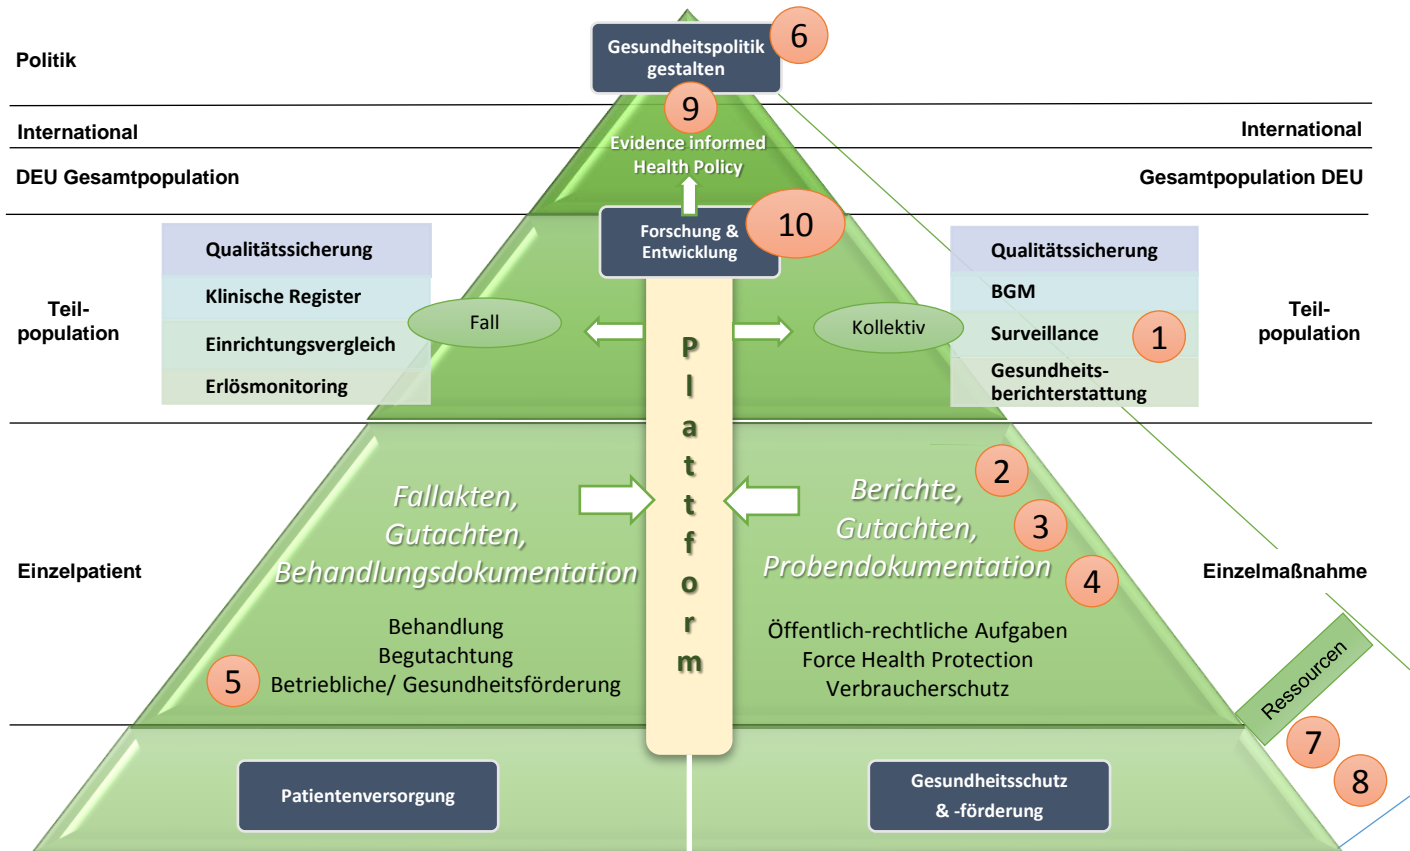 Gesundheitspolitik
gestalten
6
Politik
9
International
International
Evidence informed
Health Policy
DEU Gesamtpopulation
Gesamtpopulation DEU
Forschung &
Entwicklung
10
Qualitätssicherung
Klinische Register
Einrichtungsvergleich
Erlösmonitoring
Teil-
population
Fall
Kollektiv
Qualitätssicherung
BGM
Surveillance
1
Gesundheits-
berichterstattung
Teil-
population
Plattform
Fallakten,
Gutachten,
Behandlungsdokumentation
Berichte,
Gutachten,
Probendokumentation
2
3
4
Einzelpatient
Einzelmaßnahme
Behandlung
Begutachtung
Betriebliche/ Gesundheitsförderung
5
Öffentlich-rechtliche Aufgaben
Force Health Protection
Verbraucherschutz
Ressourcen
7
8
Patientenversorgung
Gesundheitsschutz
& -förderung